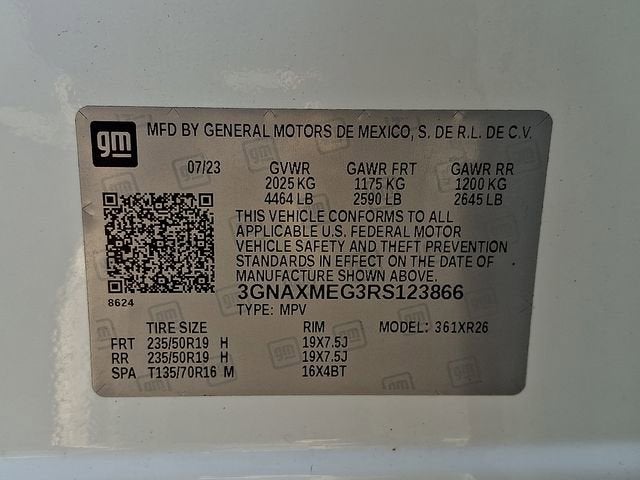 gm MFD BY GENERAL MOTORS DE MEXICO, S. DE R.L. DE C.V.
07/23 GVWR GAWR FRT GAWR RR
2025 KG 1175 KG 1200 KG
4464 LB 2590 LB 2645 LB
THIS VEHICLE CONFORMS TO ALL
APPLICABLE U.S. FEDERAL MOTOR
VEHICLE SAFETY AND THEFT PREVENTION
STANDARDS IN EFFECT ON THE DATE OF
MANUFACTURE SHOWN ABOVE.
8624
3GNAXMEG3RS123866
TYPE: MPV
TIRE SIZE RIM MODEL: 361XR26
FRT 235/50R19 H 19X7.5J
RR 235/50R19 H 19X7.5J
SPA T135/70R16 M 16X4BT